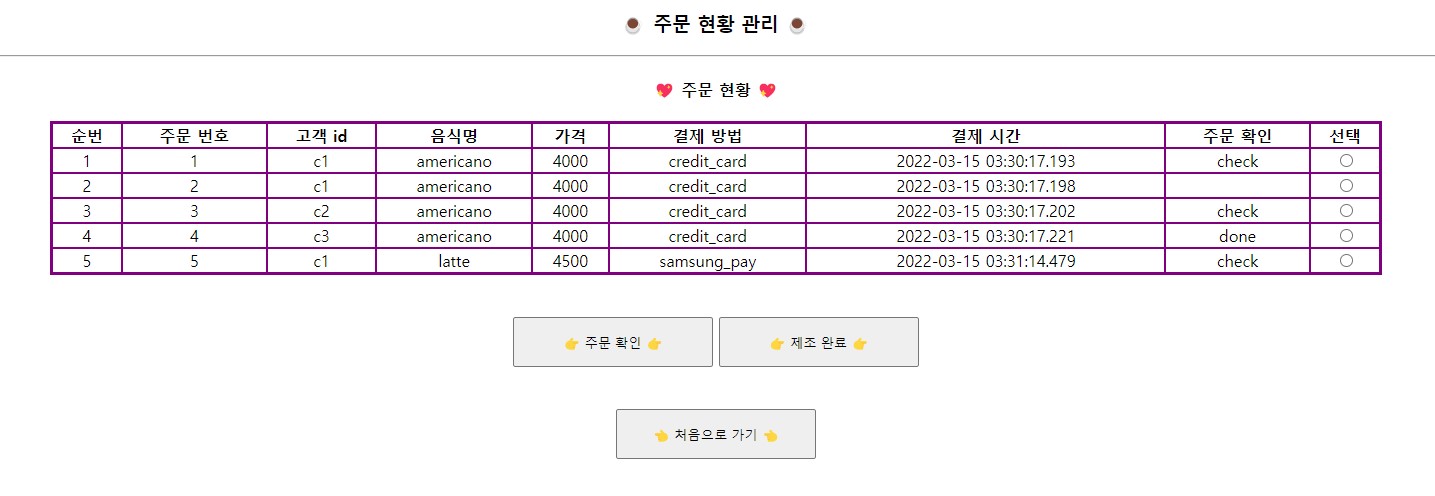 ☕ 주문 현황 관리 ☕
💖 주문 현황 💖
순번 주문 번호 고객 id 음식명 가격 결제 방법 결제 시간 주문 확인 선택
1 1 c1 americano 4000 credit_card 2022-03-15 03:30:17.193 check
2 2 c1 americano 4000 credit_card 2022-03-15 03:30:17.198
3 3 c2 americano 4000 credit_card 2022-03-15 03:30:17.202 check
4 4 c3 americano 4000 credit_card 2022-03-15 03:30:17.221 done
5 5 c1 latte 4500 samsung_pay 2022-03-15 03:31:14.479 check
👉 주문 확인 👉 👉 제조 완료 👉
👈 처음으로 가기 👈